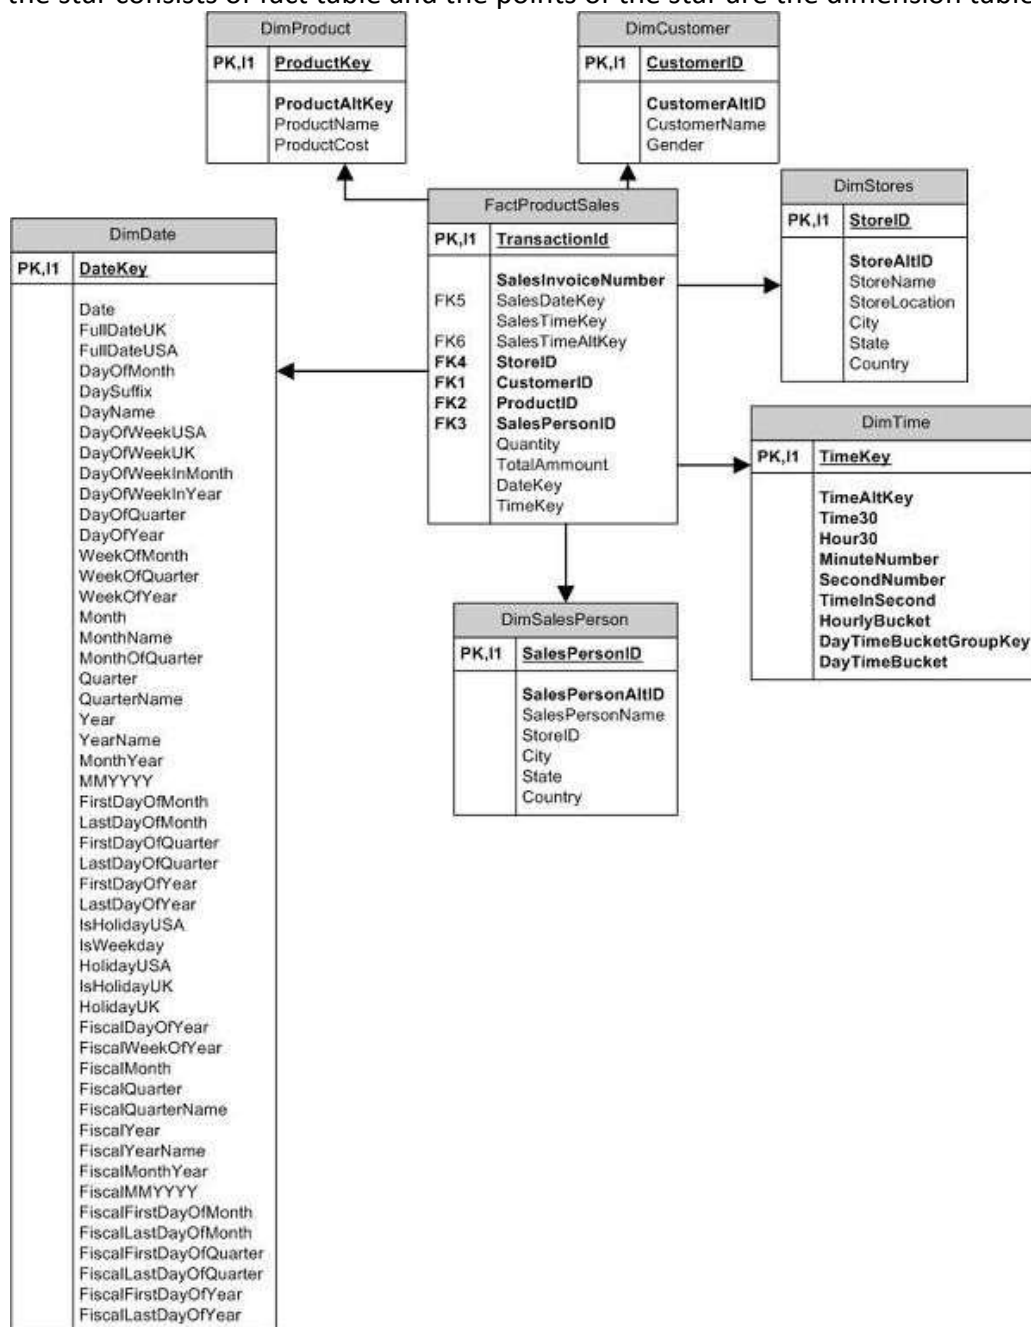 the star consists of fact table and the points of the star are the dimension table
DimProduct
PK,I1 ProductKey
ProductAltKey
ProductName
ProductCost
DimCustomer
PK,I1 CustomerID
CustomerAltID
CustomerName
Gender
FactProductSales
PK,I1 TransactionId
SalesInvoiceNumber
FK5 SalesDateKey
SalesTimeKey
FK6 SalesTimeAltKey
FK4 StoreID
FK1 CustomerID
FK2 ProductID
FK3 SalesPersonID
Quantity
TotalAmmount
DateKey
TimeKey
DimStores
PK,I1 StoreID
StoreAltID
StoreName
StoreLocation
City
State
Country
DimDate
PK,I1 DateKey
Date
FullDateUK
FullDateUSA
DayOfMonth
DaySuffix
DayName
DayOfWeekUSA
DayOfWeekUK
DayOfWeekInMonth
DayOfWeekInYear
DayOfQuarter
DayOfYear
WeekOfMonth
WeekOfQuarter
WeekOfYear
Month
MonthName
MonthOfQuarter
Quarter
QuarterName
Year
YearName
MonthYear
MMYYYY
FirstDayOfMonth
LastDayOfMonth
FirstDayOfQuarter
LastDayOfQuarter
FirstDayOfYear
LastDayOfYear
IsHolidayUSA
IsWeekday
HolidayUSA
IsHolidayUK
HolidayUK
FiscalDayOfYear
FiscalWeekOfYear
FiscalMonth
FiscalQuarter
FiscalQuarterName
FiscalYear
FiscalYearName
FiscalMonthYear
FiscalMMYYYY
FiscalFirstDayOfMonth
FiscalLastDayOfMonth
FiscalFirstDayOfQuarter
FiscalLastDayOfQuarter
FiscalFirstDayOfYear
FiscalLastDayOfYear
DimTime
PK,I1 TimeKey
TimeAltKey
Time30
Hour30
MinuteNumber
SecondNumber
TimeInSecond
HourlyBucket
DayTimeBucketGroupKey
DayTimeBucket
DimSalesPerson
PK,I1 SalesPersonID
SalesPersonAltID
SalesPersonName
StoreID
City
State
Country